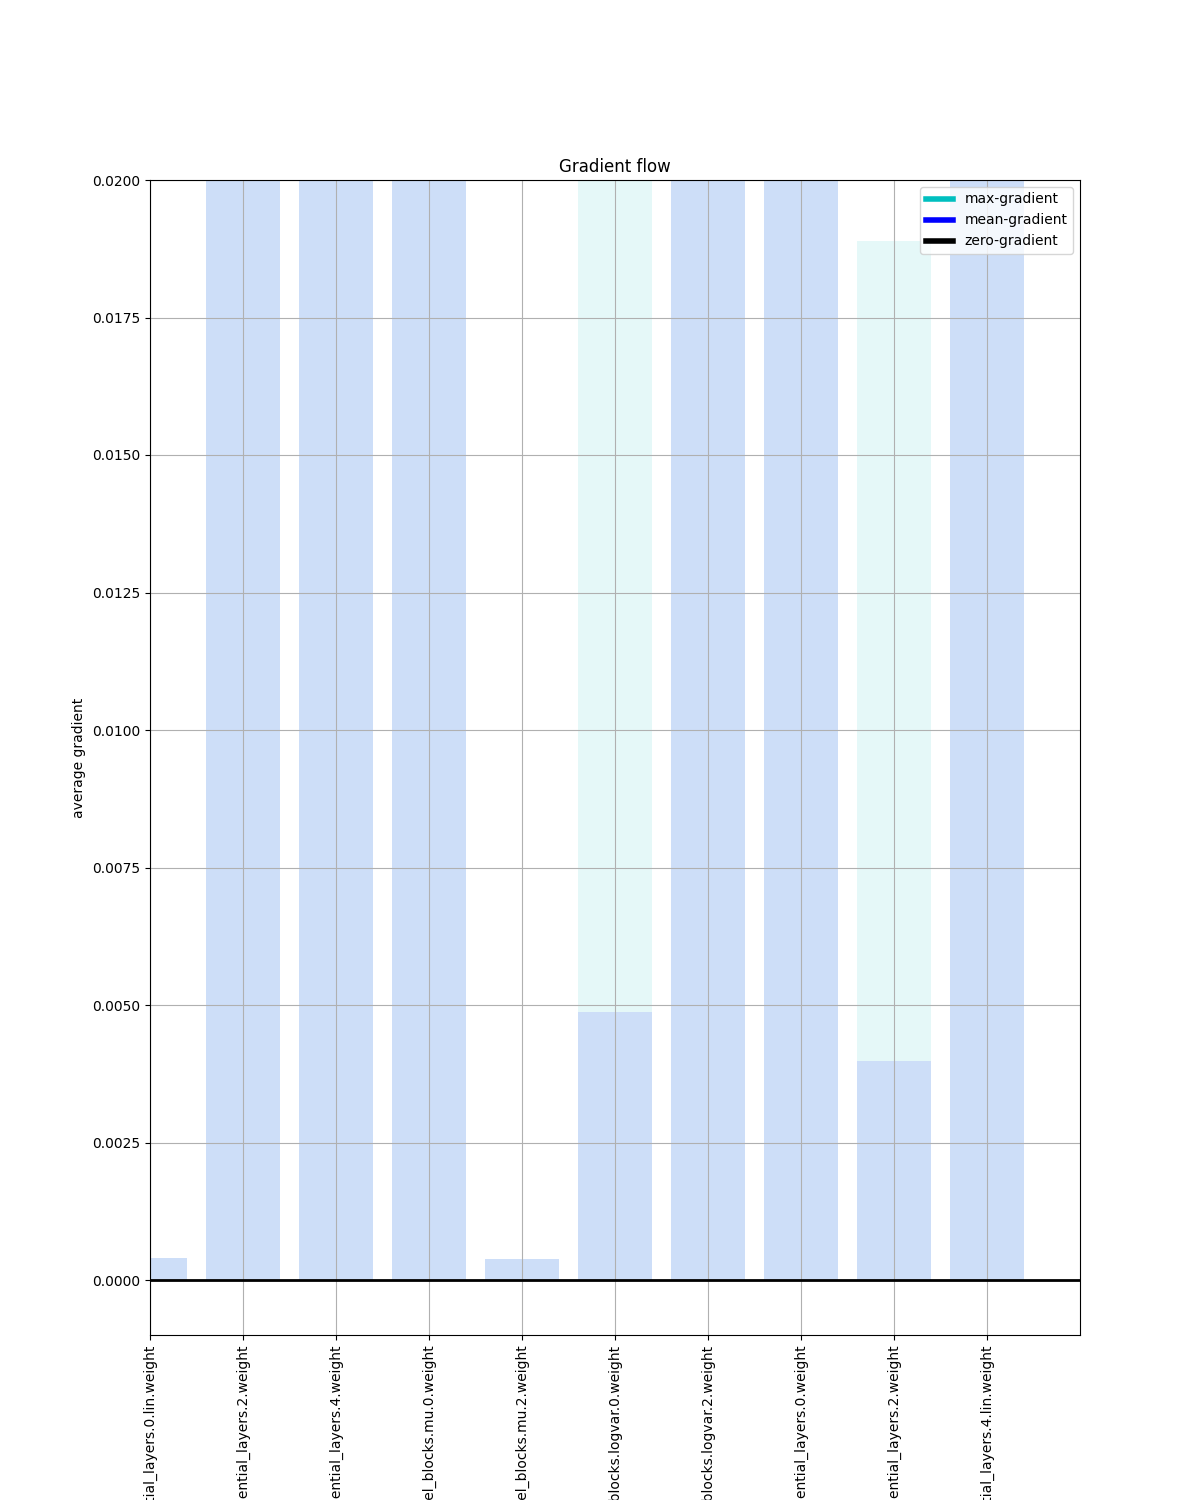 Gradient flow
max-gradient
mean-gradient
zero-gradient
0.0200
0.0175
0.0150
0.0125
0.0100
0.0075
0.0050
0.0025
0.0000
average gradient
tial_layers.0.lin.weight
ential_layers.2.weight
ential_layers.4.weight
el_blocks.mu.0.weight
el_blocks.mu.2.weight
blocks.logvar.0.weight
blocks.logvar.2.weight
ential_layers.0.weight
ential_layers.2.weight
tial_layers.4.lin.weight